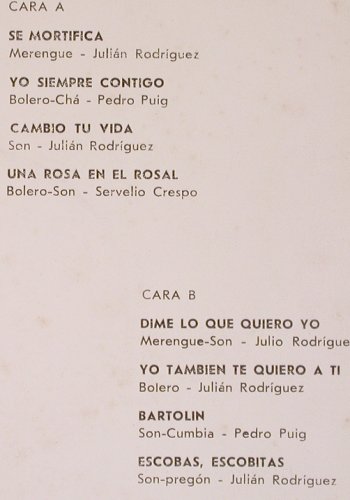 CARA A
SE MORTIFICA
Merengue - Julián Rodríguez
YO SIEMPRE CONTIGO
Bolero-Chá - Pedro Puig
CAMBIO TU VIDA
Son - Julián Rodríguez
UNA ROSA EN EL ROSAL
Bolero-Son - Servelio Crespo
CARA B
DIME LO QUE QUIERO YO
Merengue-Son - Julio Rodrígue
YO TAMBIEN TE QUIERO A TI
Bolero - Julián Rodríguez
BARTOLIN
Son-Cumbia - Pedro Puig
ESCOBAS, ESCOBITAS
Son-pregón - Julián Rodríguez